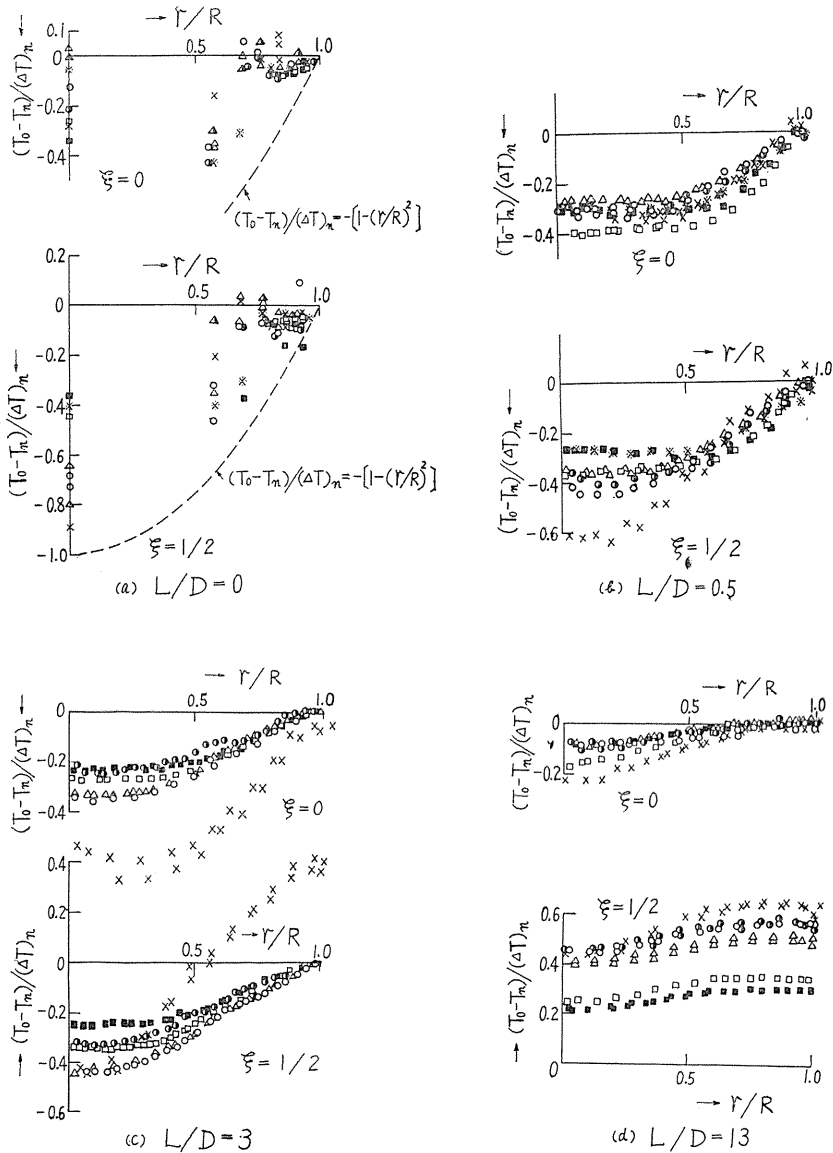 → r/R
0.1
0.5
1.0
0
-0.2
-0.4
(T₀-Tₙ)/(ΔT)ₙ ←
ξ=0
(T₀-Tₙ)/(ΔT)ₙ=-[1-(r/R)²]
→ r/R
0.2
0.5
1.0
0
-0.2
-0.4
-0.6
-0.8
-1.0
(T₀-Tₙ)/(ΔT)ₙ ←
(T₀-Tₙ)/(ΔT)ₙ=-[1-(r/R)²]
ξ=1/2
(a) L/D=0
→ r/R
0.5
1.0
0
-0.2
-0.4
(T₀-Tₙ)/(ΔT)ₙ ←
ξ=0
→ r/R
0.5
1.0
0
-0.2
-0.4
-0.6
(T₀-Tₙ)/(ΔT)ₙ ←
ξ=1/2
(b) L/D=0.5
→ r/R
0.5
1.0
0
-0.2
-0.4
(T₀-Tₙ)/(ΔT)ₙ ←
ξ=0
0.4
0.2
→ r/R
0.5
1.0
0
-0.2
-0.4
-0.6
→ (T₀-Tₙ)/(ΔT)ₙ
ξ=1/2
(c) L/D=3
→ r/R
0.5
1.0
0
-0.2
(T₀-Tₙ)/(ΔT)ₙ
ξ=0
ξ=1/2
0.6
0.4
0.2
0
→ (T₀-Tₙ)/(ΔT)ₙ
0.5
1.0
→ r/R
(d) L/D=13